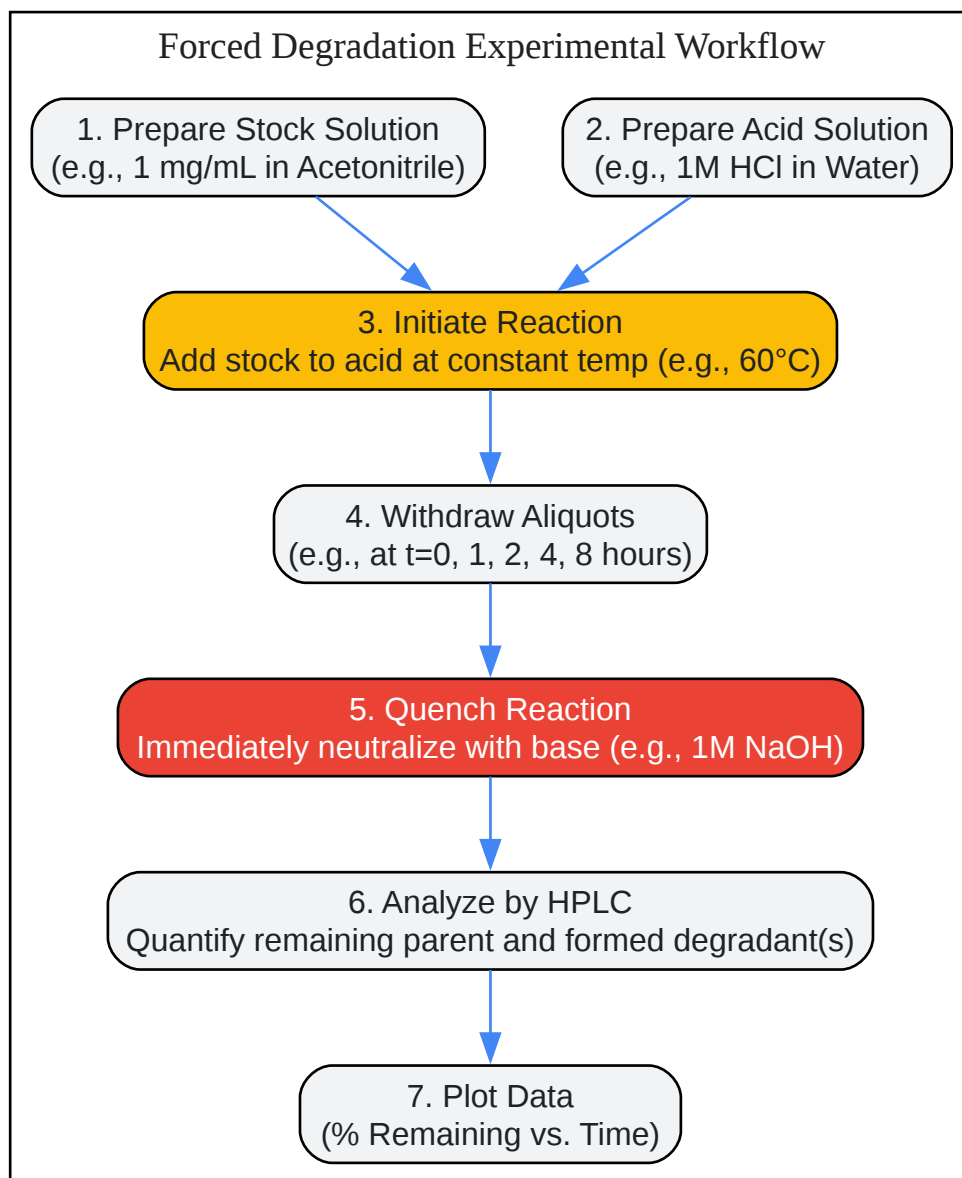 Forced Degradation Experimental Workflow
1. Prepare Stock Solution
(e.g., 1 mg/mL in Acetonitrile)
2. Prepare Acid Solution
(e.g., 1M HCl in Water)
3. Initiate Reaction
Add stock to acid at constant temp (e.g., 60°C)
4. Withdraw Aliquots
(e.g., at t=0, 1, 2, 4, 8 hours)
5. Quench Reaction
Immediately neutralize with base (e.g., 1M NaOH)
6. Analyze by HPLC
Quantify remaining parent and formed degradant(s)
7. Plot Data
(% Remaining vs. Time)